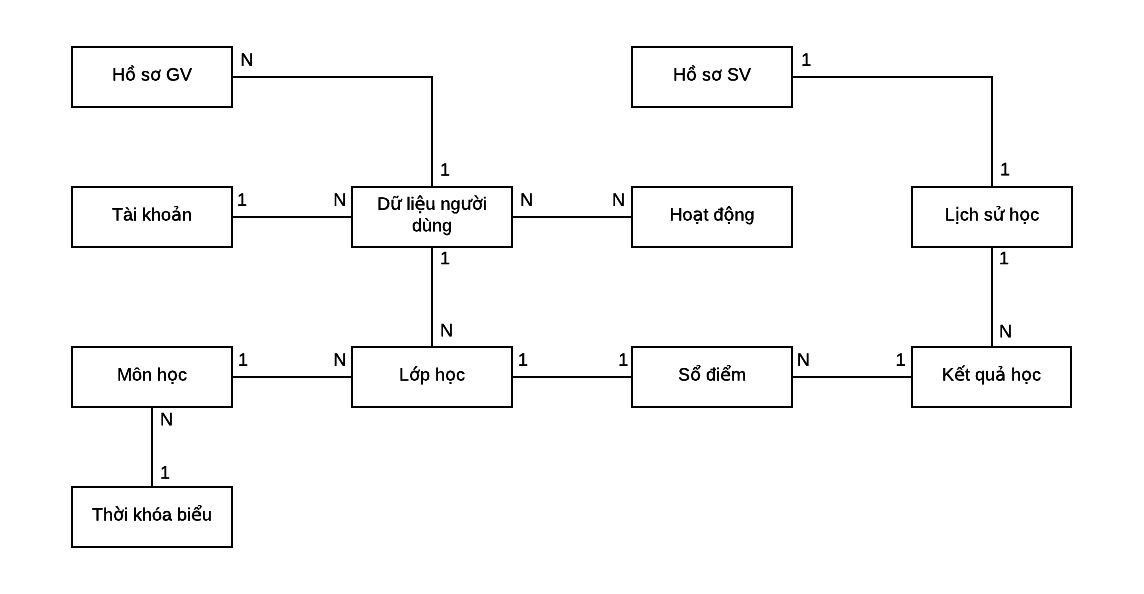 Hồ sơ GV
N
Hồ sơ SV
1
1
1
Tài khoản
1
N
Dữ liệu người
dùng
N
N
Hoạt động
Lịch sử học
1
1
N
N
Môn học
1
N
Lớp học
1
1
Sổ điểm
N
1
Kết quả học
N
1
Thời khóa biểu